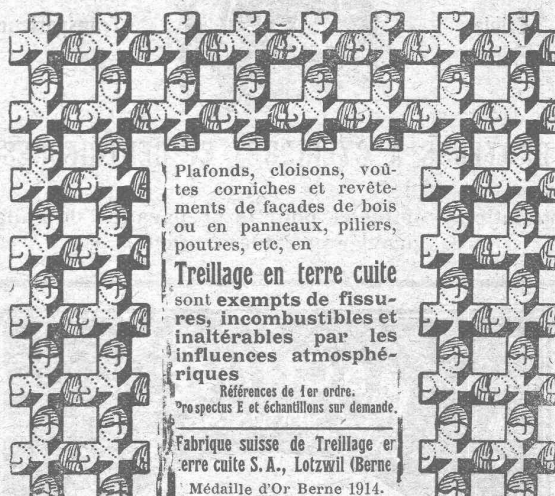 Plafonds, cloisons, voû-
tes corniches et revête-
ments de façades de bois
ou en panneaux, piliers,
poutres, etc, en
Treillage en terre cuite
sont exempts de fissu-
res, incombustibles et
inaltérables par les
influences atmosphé-
riques
Références de 1er ordre.
Prospectus E et échantillons sur demande.
Fabrique suisse de Treillage en
terre cuite S. A., Lotzwil (Berne
Médaille d'Or Berne 1914.